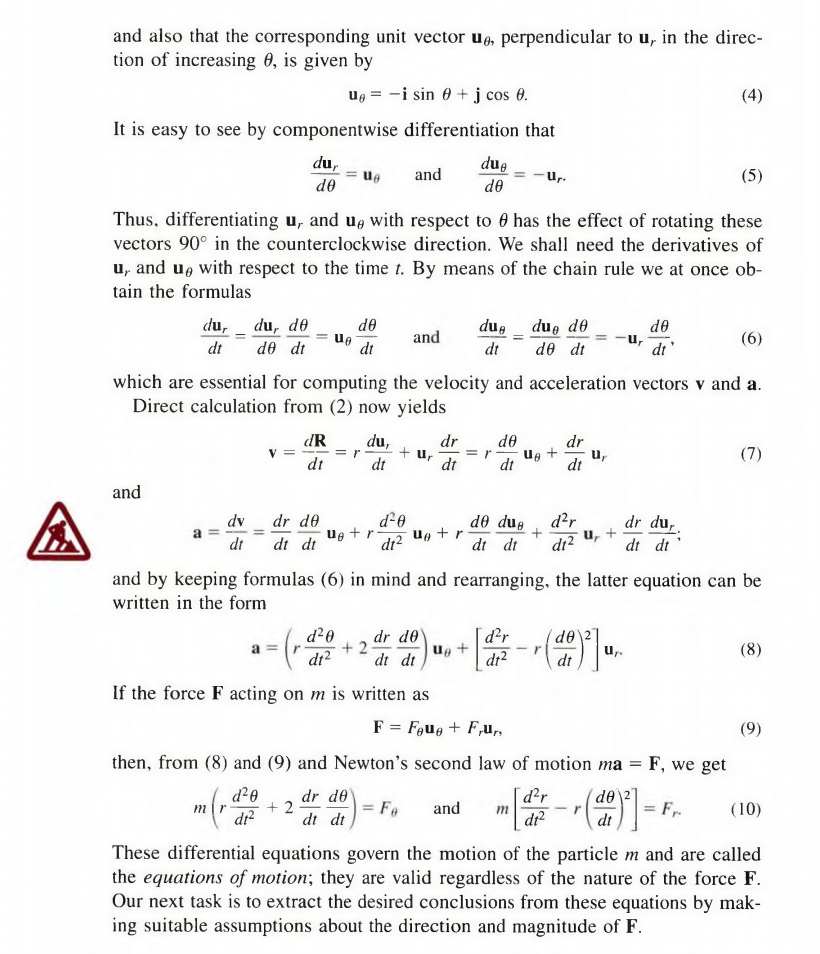 and also that the corresponding unit vector u_θ, perpendicular to u_r in the direc-
tion of increasing θ, is given by
u_θ = −i sin θ + j cos θ. (4)
It is easy to see by componentwise differentiation that
du_r/dθ = u_θ and du_θ/dθ = −u_r. (5)
Thus, differentiating u_r and u_θ with respect to θ has the effect of rotating these
vectors 90° in the counterclockwise direction. We shall need the derivatives of
u_r and u_θ with respect to the time t. By means of the chain rule we at once ob-
tain the formulas
du_r/dt = du_r/dθ dθ/dt = u_θ dθ/dt and du_θ/dt = du_θ/dθ dθ/dt = −u_r dθ/dt, (6)
which are essential for computing the velocity and acceleration vectors v and a.
Direct calculation from (2) now yields
v = dR/dt = r du_r/dt + u_r dr/dt = r dθ/dt u_θ + dr/dt u_r (7)
and
a = dv/dt = dr/dt dθ/dt u_θ + r d²θ/dt² u_θ + r dθ/dt du_θ/dt + d²r/dt² u_r + dr/dt du_r/dt;
and by keeping formulas (6) in mind and rearranging, the latter equation can be
written in the form
a = (r d²θ/dt² + 2 dr/dt dθ/dt) u_θ + [d²r/dt² − r (dθ/dt)²] u_r. (8)
If the force F acting on m is written as
F = F_θu_θ + F_ru_r, (9)
then, from (8) and (9) and Newton's second law of motion ma = F, we get
m (r d²θ/dt² + 2 dr/dt dθ/dt) = F_θ and m [d²r/dt² − r (dθ/dt)²] = F_r. (10)
These differential equations govern the motion of the particle m and are called
the equations of motion; they are valid regardless of the nature of the force F.
Our next task is to extract the desired conclusions from these equations by mak-
ing suitable assumptions about the direction and magnitude of F.